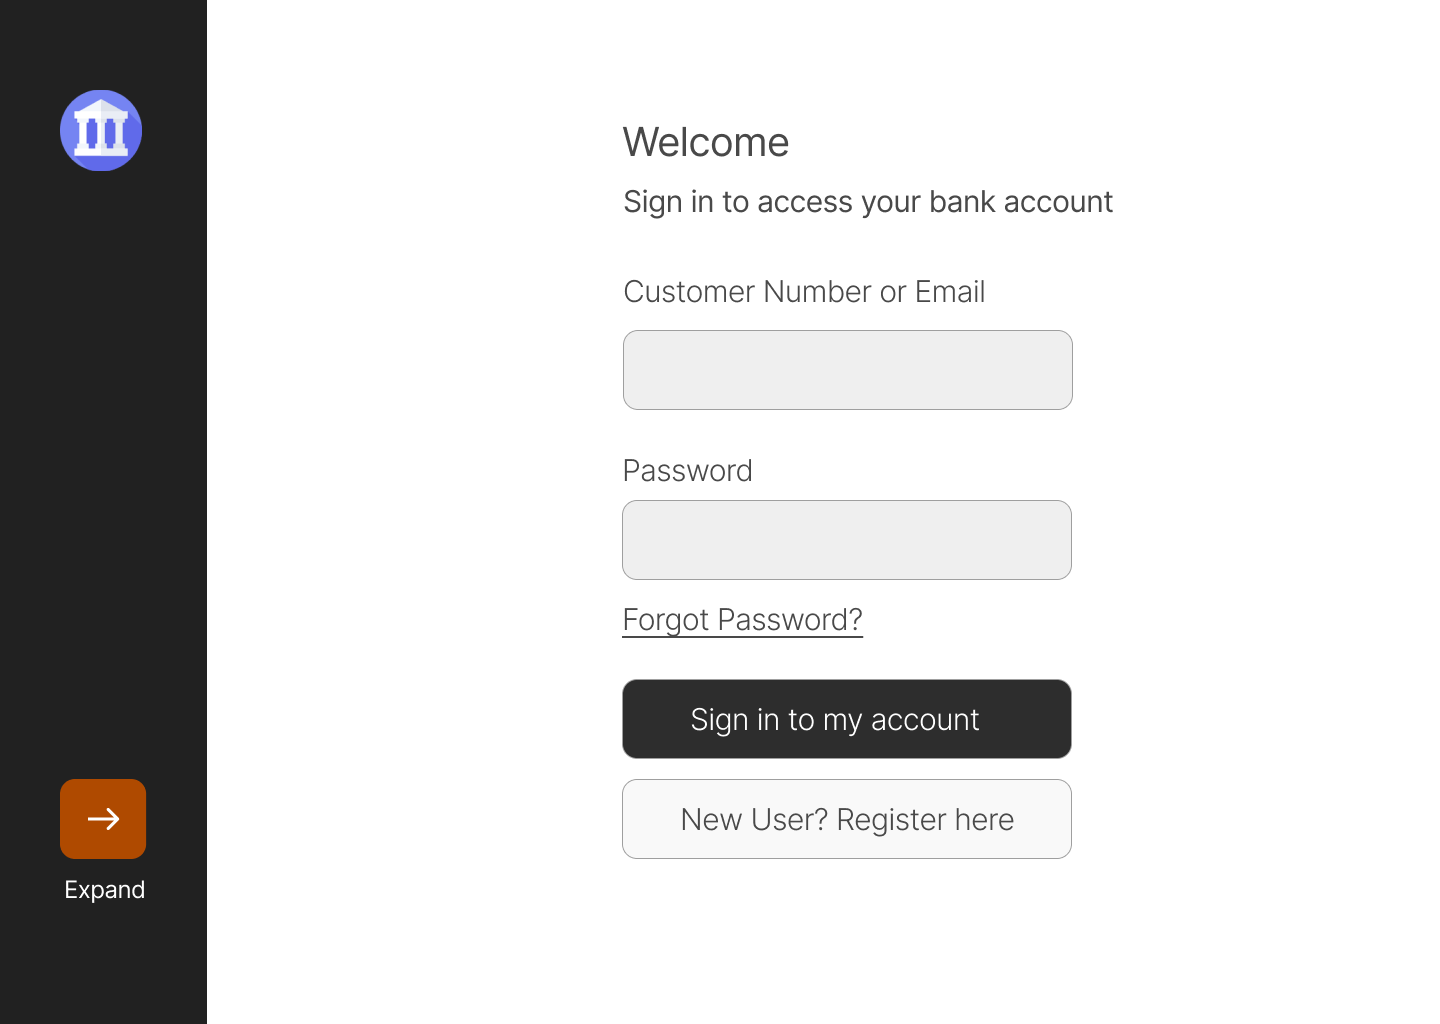 Welcome
Sign in to access your bank account
Customer Number or Email
Password
Forgot Password?
Sign in to my account
New User? Register here
Expand